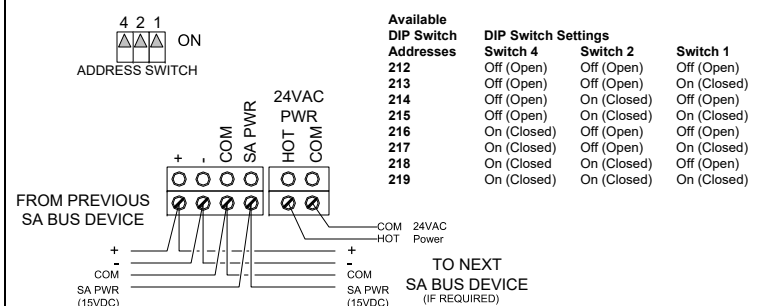 4 2 1
ON
ADDRESS SWITCH
Available
DIP Switch DIP Switch Settings
Addresses Switch 4 Switch 2 Switch 1
212 Off (Open) Off (Open) Off (Open)
213 Off (Open) Off (Open) On (Closed)
214 Off (Open) On (Closed) Off (Open)
215 Off (Open) On (Closed) On (Closed)
216 On (Closed) Off (Open) Off (Open)
217 On (Closed) Off (Open) On (Closed)
218 On (Closed On (Closed) Off (Open)
219 On (Closed) On (Closed) On (Closed)
24VAC
PWR
+ - COM SA PWR HOT COM
FROM PREVIOUS
SA BUS DEVICE
COM 24VAC
HOT Power
+ +
- -
COM COM
SA PWR SA PWR
(15VDC) (15VDC)
TO NEXT
SA BUS DEVICE
(IF REQUIRED)